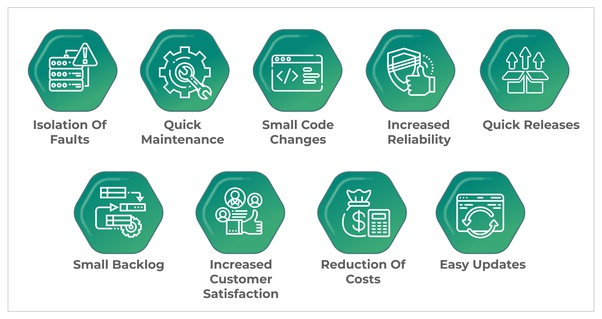 Isolation Of
Faults
Quick
Maintenance
Small Code
Changes
Increased
Reliability
Quick Releases
Small Backlog
Increased
Customer
Satisfaction
Reduction Of
Costs
Easy Updates